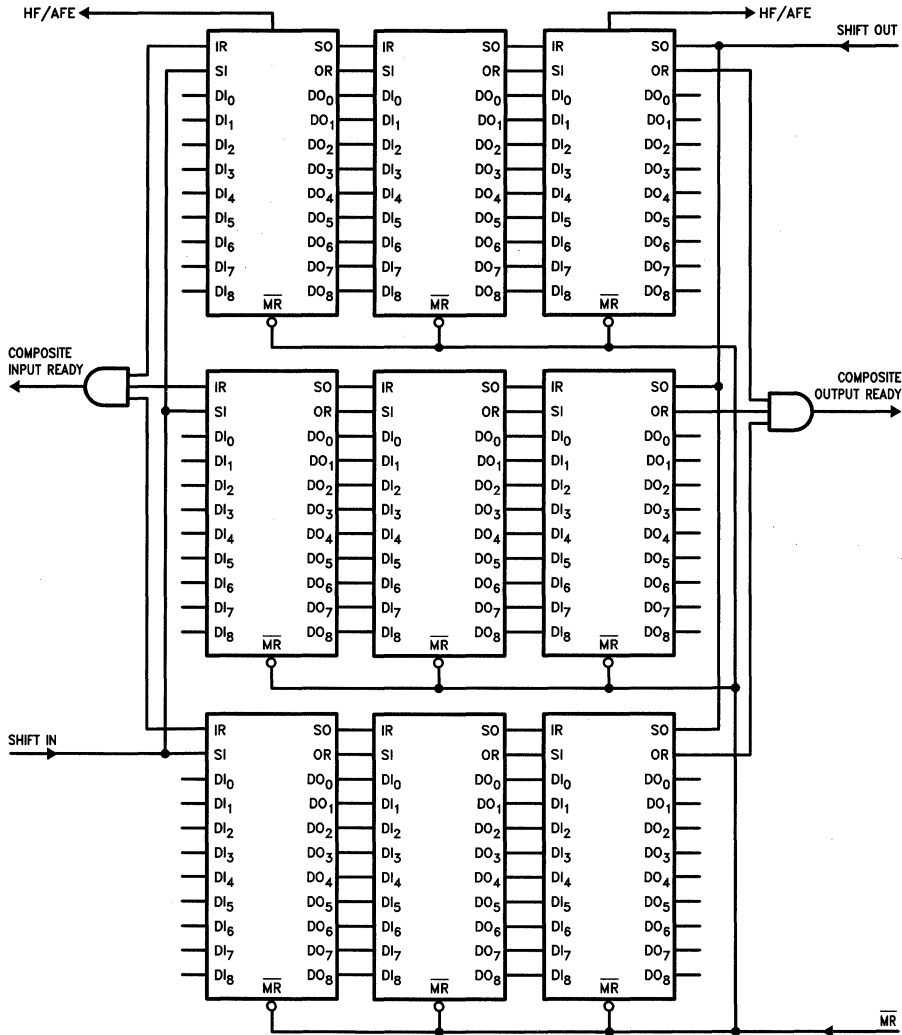 HF/AFE HF/AFE
SHIFT OUT
IR SO IR SO IR SO
SI OR SI OR SI OR
DI₀ DO₀ DI₀ DO₀ DI₀ DO₀
DI₁ DO₁ DI₁ DO₁ DI₁ DO₁
DI₂ DO₂ DI₂ DO₂ DI₂ DO₂
DI₃ DO₃ DI₃ DO₃ DI₃ DO₃
DI₄ DO₄ DI₄ DO₄ DI₄ DO₄
DI₅ DO₅ DI₅ DO₅ DI₅ DO₅
DI₆ DO₆ DI₆ DO₆ DI₆ DO₆
DI₇ DO₇ DI₇ DO₇ DI₇ DO₇
DI₈ DO₈ DI₈ DO₈ DI₈ DO₈
M̅R̅ M̅R̅ M̅R̅
COMPOSITE
INPUT READY
COMPOSITE
OUTPUT READY
IR SO IR SO IR SO
SI OR SI OR SI OR
DI₀ DO₀ DI₀ DO₀ DI₀ DO₀
DI₁ DO₁ DI₁ DO₁ DI₁ DO₁
DI₂ DO₂ DI₂ DO₂ DI₂ DO₂
DI₃ DO₃ DI₃ DO₃ DI₃ DO₃
DI₄ DO₄ DI₄ DO₄ DI₄ DO₄
DI₅ DO₅ DI₅ DO₅ DI₅ DO₅
DI₆ DO₆ DI₆ DO₆ DI₆ DO₆
DI₇ DO₇ DI₇ DO₇ DI₇ DO₇
DI₈ DO₈ DI₈ DO₈ DI₈ DO₈
M̅R̅ M̅R̅ M̅R̅
IR SO IR SO IR SO
SHIFT IN
SI OR SI OR SI OR
DI₀ DO₀ DI₀ DO₀ DI₀ DO₀
DI₁ DO₁ DI₁ DO₁ DI₁ DO₁
DI₂ DO₂ DI₂ DO₂ DI₂ DO₂
DI₃ DO₃ DI₃ DO₃ DI₃ DO₃
DI₄ DO₄ DI₄ DO₄ DI₄ DO₄
DI₅ DO₅ DI₅ DO₅ DI₅ DO₅
DI₆ DO₆ DI₆ DO₆ DI₆ DO₆
DI₇ DO₇ DI₇ DO₇ DI₇ DO₇
DI₈ DO₈ DI₈ DO₈ DI₈ DO₈
M̅R̅ M̅R̅ M̅R̅
M̅R̅